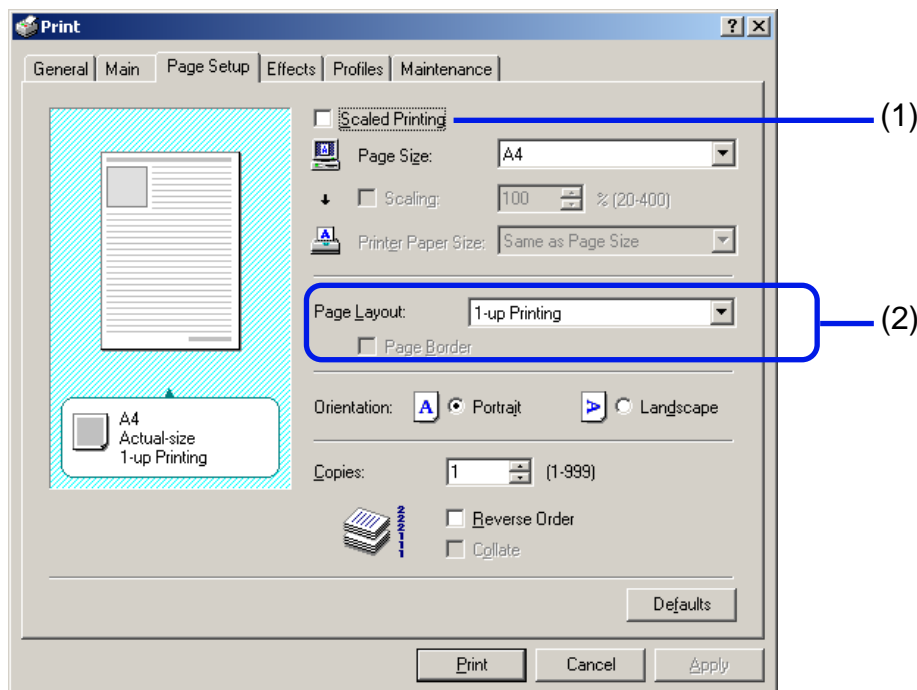 Print
General Main Page Setup Effects Profiles Maintenance
Scaled Printing (1)
Page Size: A4
Scaling: 100 % (20-400)
Printer Paper Size: Same as Page Size
Page Layout: 1-up Printing (2)
Page Border
Orientation: A Portrait A Landscape
A4
Actual-size
1-up Printing
Copies: 1 (1-999)
222111
Reverse Order
Collate
Defaults
Print Cancel Apply